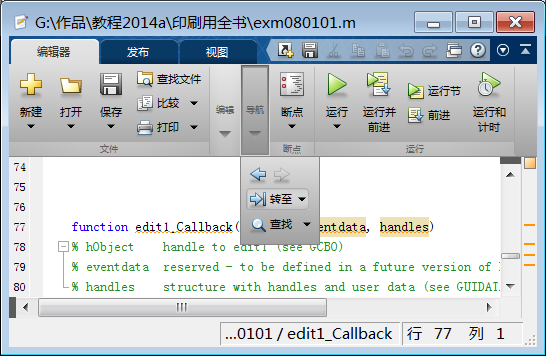 G:\作品\教程2014a\印刷用全书\exm080101.m
编辑器 发布 视图
新建 打开 保存 查找文件 比较 打印 编辑 导航 断点 运行 运行并前进 运行节 前进 运行和计时
文件 断点 运行
转至
查找
74
75
76
77 function edit1_Callback( entdata, handles)
78 % hObject handle to edit1 (see GCBO)
79 % eventdata reserved - to be defined in a future version of
80 % handles structure with handles and user data (see GUIDAT
...0101 / edit1_Callback 行 77 列 1